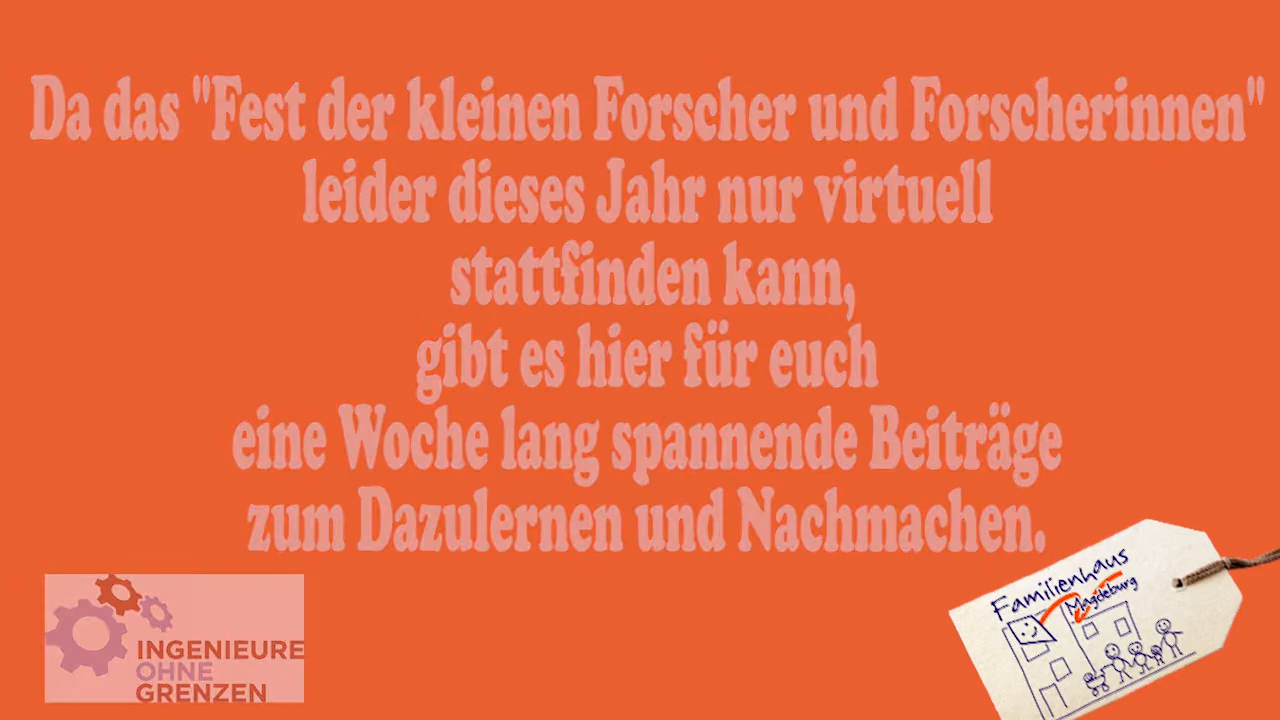 Da das "Fest der kleinen Forscher und Forscherinnen"
leider dieses Jahr nur virtuell
stattfinden kann,
gibt es hier für euch
eine Woche lang spannende Beiträge
zum Dazulernen und Nachmachen.
INGENIEURE
OHNE
GRENZEN
Familienhaus
Magdeburg